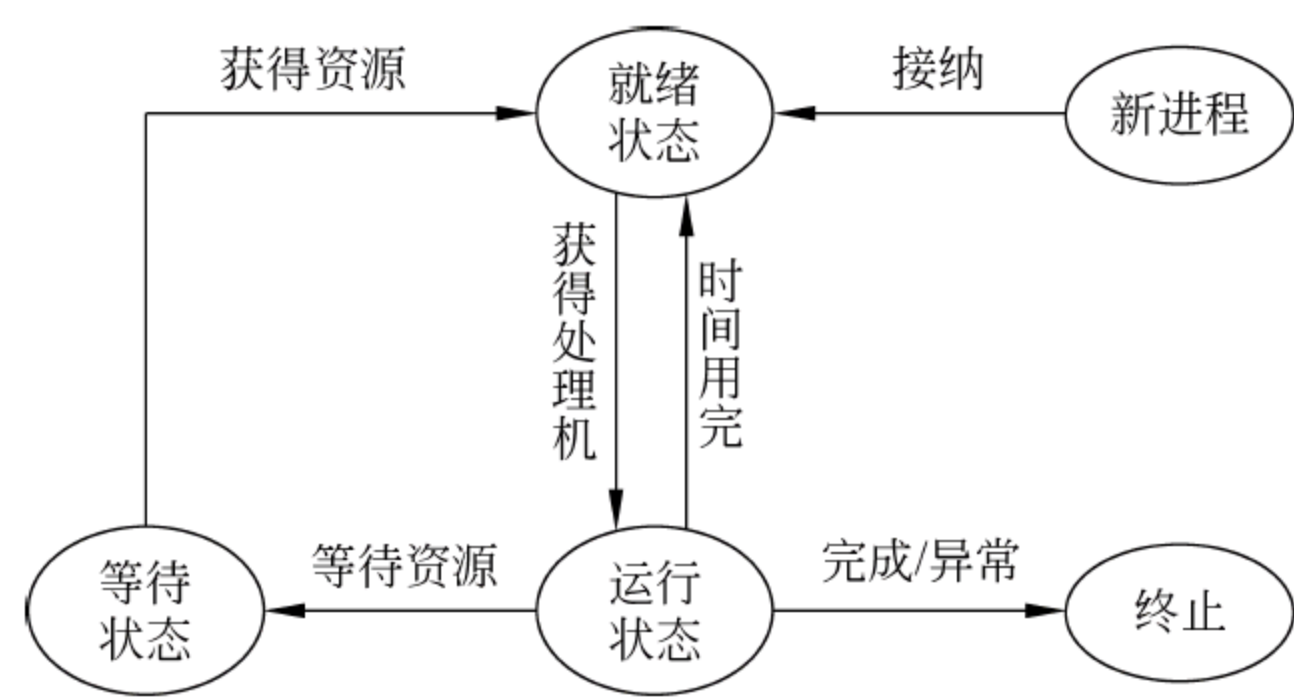 获得资源
就绪
状态
接纳
新进程
获得处理机
时间用完
等待
状态
等待资源
运行
状态
完成/异常
终止